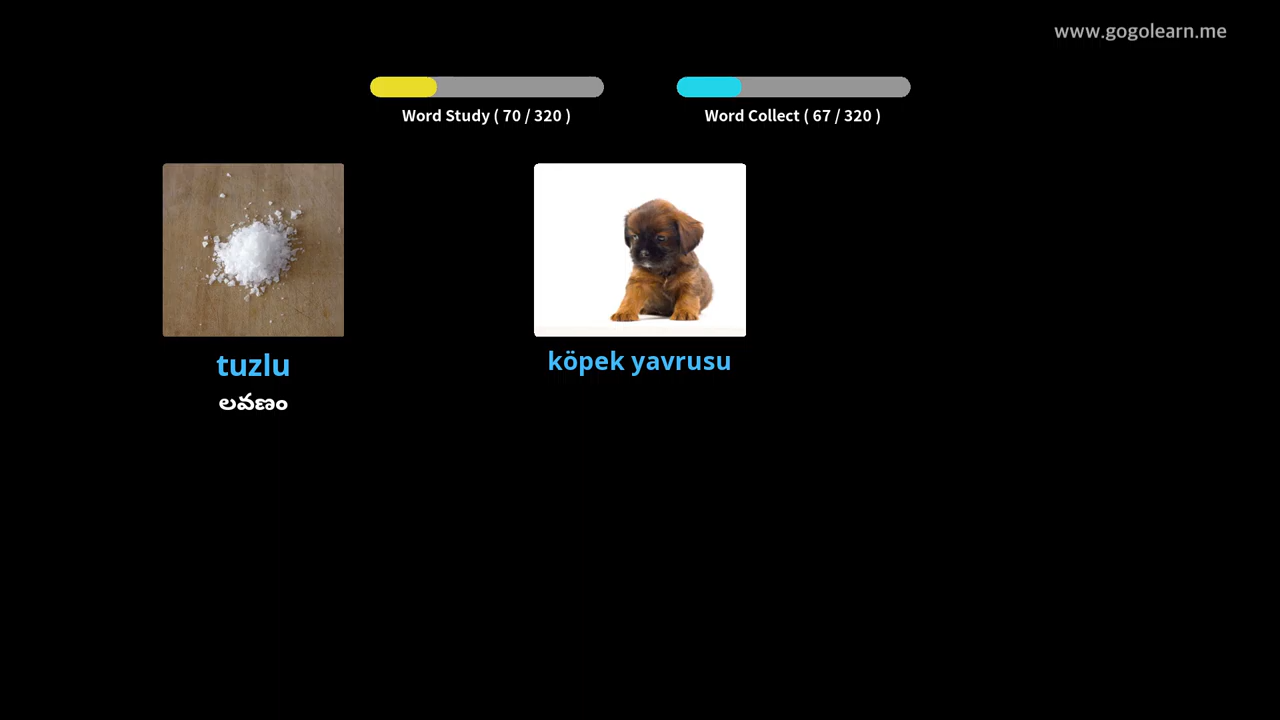 www.gogolearn.me
Word Study ( 70 / 320 )
Word Collect ( 67 / 320 )
tuzlu
లవణం
köpek yavrusu